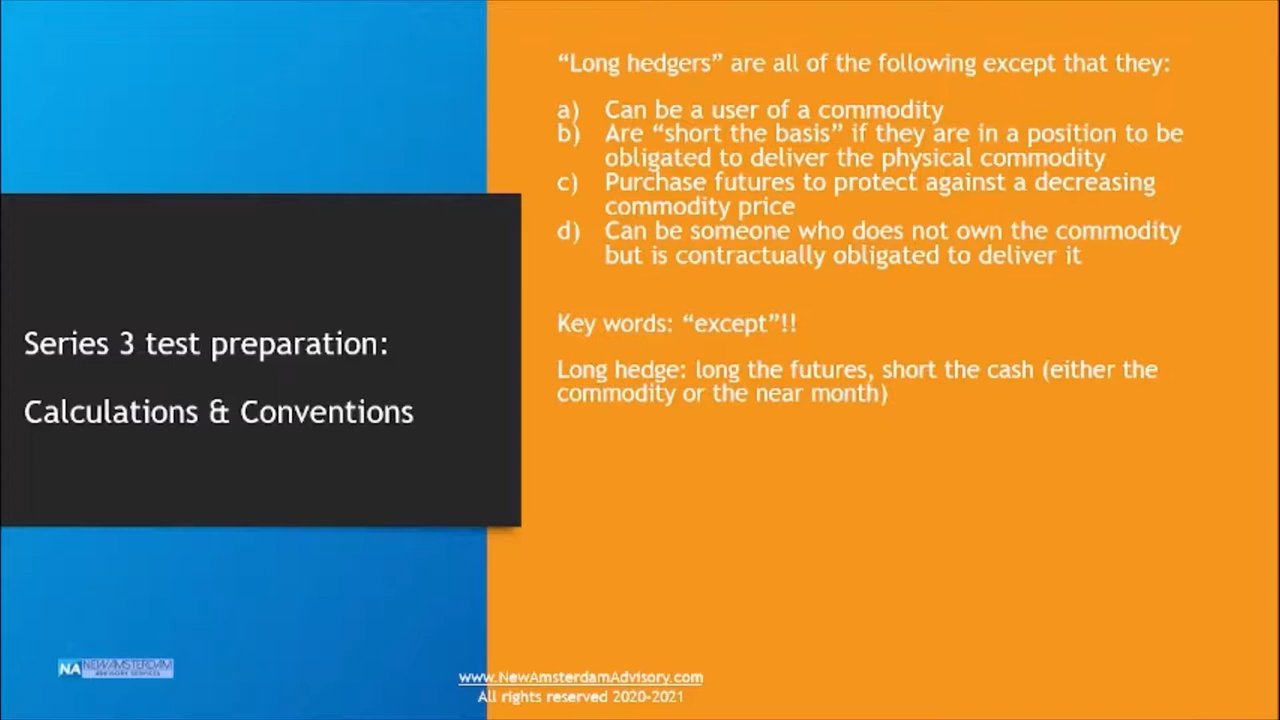 “Long hedgers” are all of the following except that they:
a) Can be a user of a commodity
b) Are “short the basis” if they are in a position to be
obligated to deliver the physical commodity
c) Purchase futures to protect against a decreasing
commodity price
d) Can be someone who does not own the commodity
but is contractually obligated to deliver it
Key words: “except”!!
Long hedge: long the futures, short the cash (either the
commodity or the near month)
Series 3 test preparation:
Calculations & Conventions
NA NEWAMSTERDAM
ADVISORY SERVICES
www.NewAmsterdamAdvisory.com
All rights reserved 2020-2021